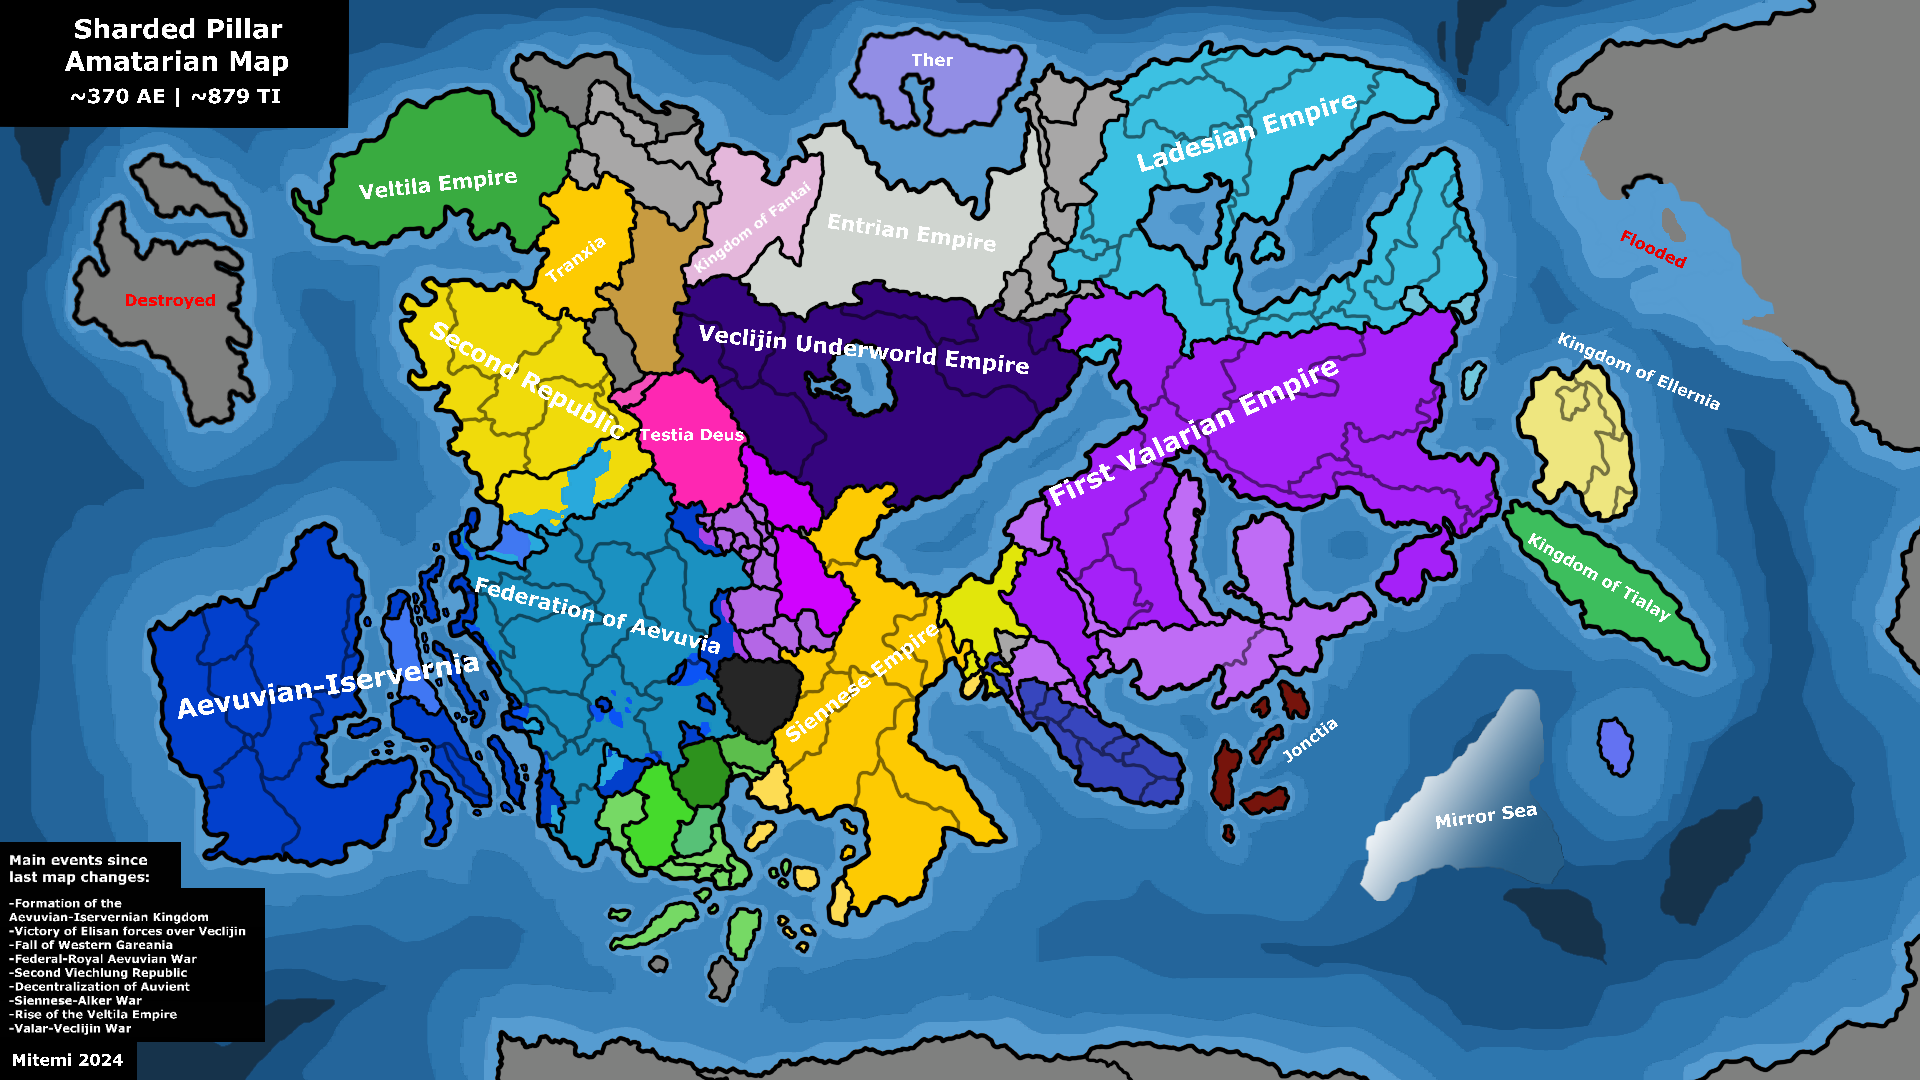 Sharded Pillar
Amatarian Map
~370 AE | ~879 TI
Ther
Ladesian Empire
Veltila Empire
Kingdom of Fantai
Entrian Empire
Tranxia
Flooded
Destroyed
Second Republic
Veclijin Underworld Empire
Kingdom of Ellernia
First Valarian Empire
Testia Deus
Kingdom of Tialay
Federation of Aevuvia
Aevuvian-Iservernia
Siennese Empire
Jonctia
Mirror Sea
Main events since
last map changes:
-Formation of the
Aevuvian-Iservernian Kingdom
-Victory of Elisan forces over Veclijin
-Fall of Western Gareania
-Federal-Royal Aevuvian War
-Second Viechlung Republic
-Decentralization of Auvient
-Siennese-Alker War
-Rise of the Veltila Empire
-Valar-Veclijin War
Mitemi 2024